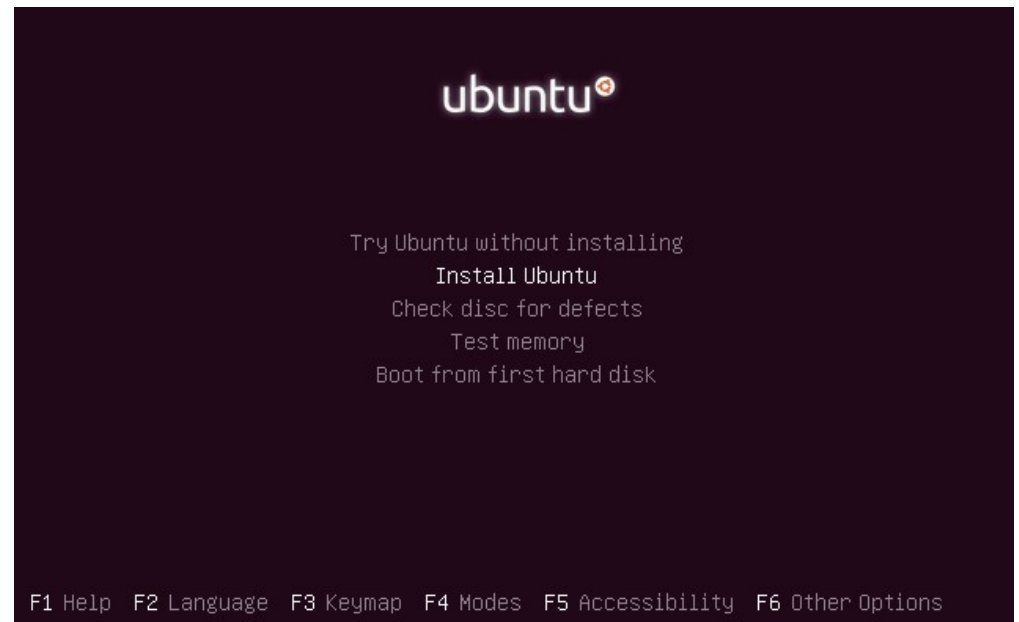 ubuntu
Try Ubuntu without installing
Install Ubuntu
Check disc for defects
Test memory
Boot from first hard disk
F1 Help F2 Language F3 Keymap F4 Modes F5 Accessibility F6 Other Options